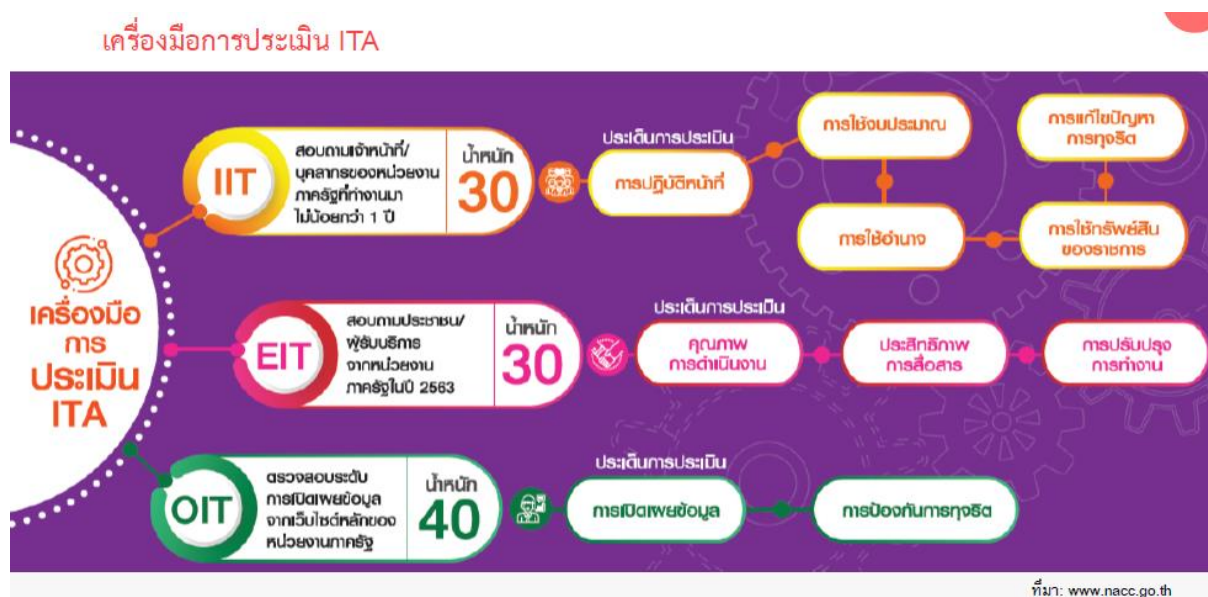 เครื่องมือการประเมิน ITA
เครื่องมือ
การ
ประเมิน
ITA
IIT
สอบถามเจ้าหน้าที่/
บุคลากรของหน่วยงาน
ภาครัฐที่ทำงานมา
ไม่น้อยกว่า 1 ปี
น้ำหนัก
30
ประเด็นการประเมิน
การปฏิบัติหน้าที่
การใช้งบประมาณ
การใช้อำนาจ
การใช้ทรัพย์สิน
ของราชการ
การแก้ไขปัญหา
การทุจริต
EIT
สอบถามประชาชน/
ผู้รับบริการ
จากหน่วยงาน
ภาครัฐในปี 2563
น้ำหนัก
30
ประเด็นการประเมิน
คุณภาพ
การดำเนินงาน
ประสิทธิภาพ
การสื่อสาร
การปรับปรุง
การทำงาน
OIT
ตรวจสอบระดับ
การเปิดเผยข้อมูล
จากเว็บไซต์หลักของ
หน่วยงานภาครัฐ
น้ำหนัก
40
ประเด็นการประเมิน
การเปิดเผยข้อมูล
การป้องกันการทุจริต
ที่มา: www.nacc.go.th